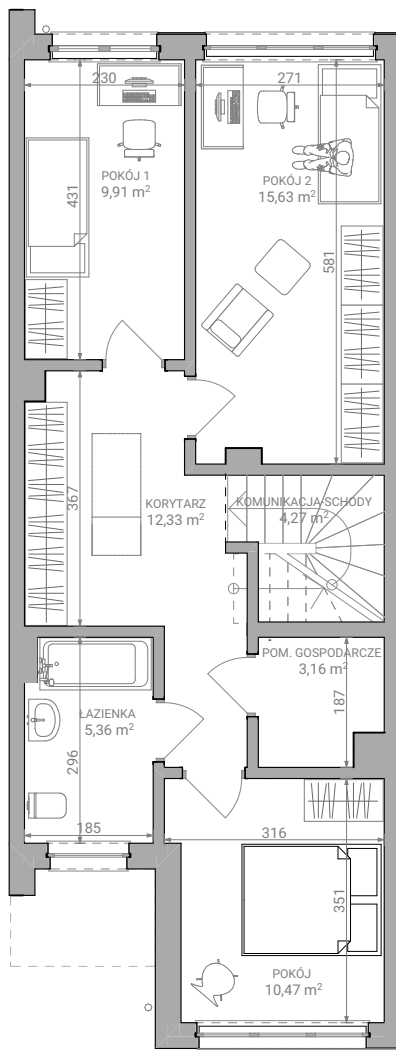 230
271
POKÓJ 1
9,91 m²
431
POKÓJ 2
15,63 m²
581
367
KORYTARZ
12,33 m²
KOMUNIKACJA-SCHODY
4,27 m²
POM. GOSPODARCZE
3,16 m²
187
ŁAZIENKA
5,36 m²
296
185
316
351
POKÓJ
10,47 m²